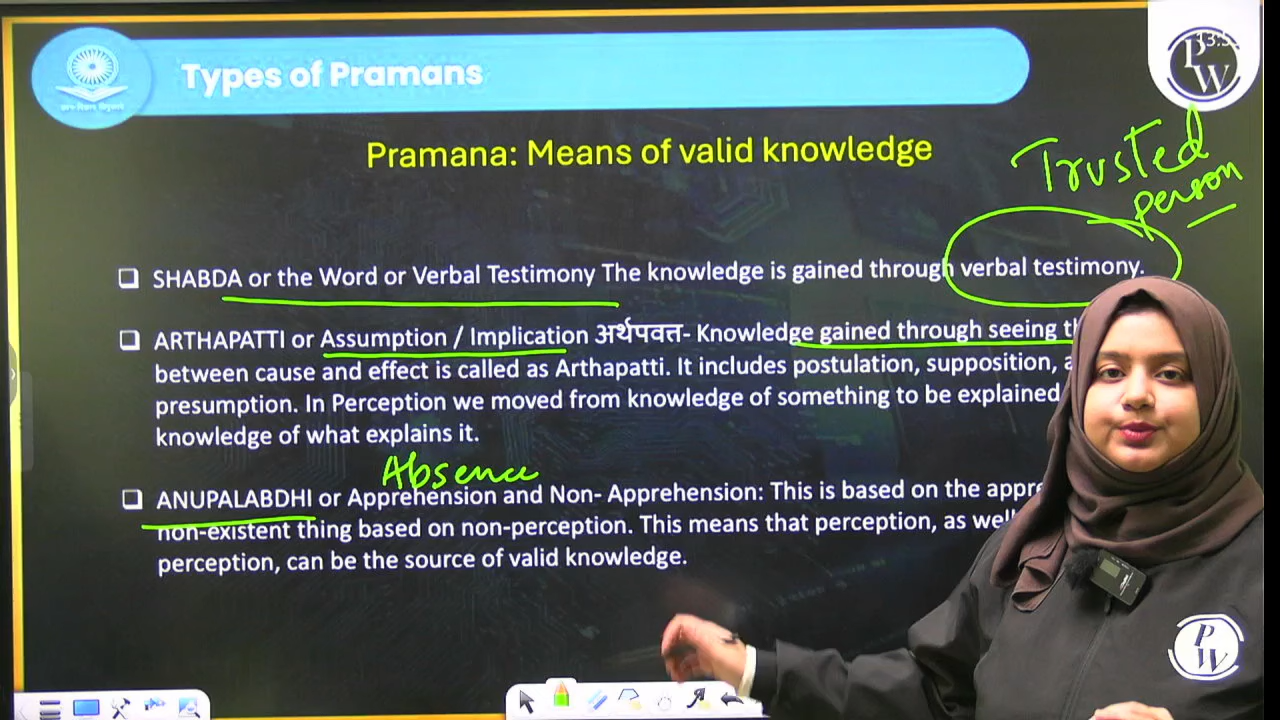 Types of Pramans
Pramana: Means of valid knowledge
Trusted
person
SHABDA or the Word or Verbal Testimony The knowledge is gained through verbal testimony.
ARTHAPATTI or Assumption / Implication अर्थपवत्त- Knowledge gained through seeing
between cause and effect is called as Arthapatti. It includes postulation, supposition,
presumption. In Perception we moved from knowledge of something to be explained
knowledge of what explains it.
Absence
ANUPALABDHI or Apprehension and Non- Apprehension: This is based on the
non-existent thing based on non-perception. This means that perception, as
perception, can be the source of valid knowledge.
PW
PW